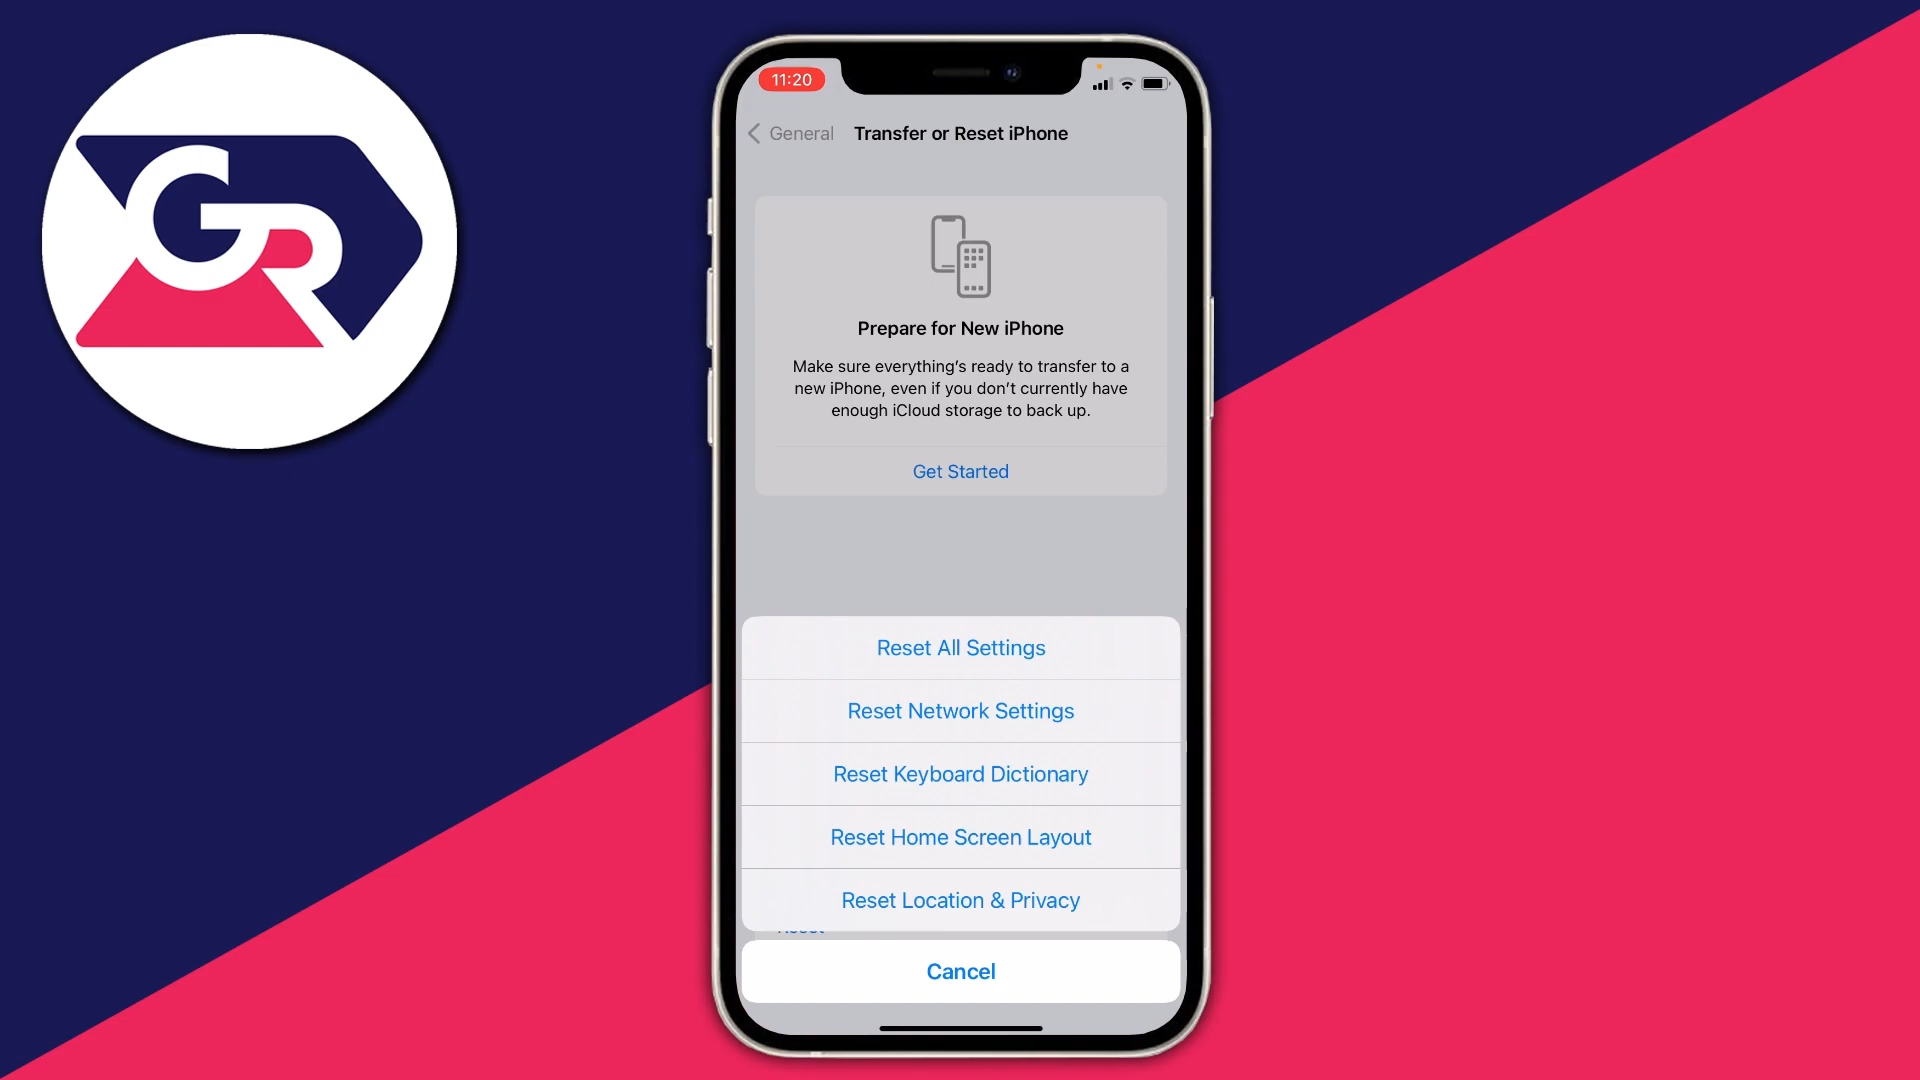 GR
11:20
General
Transfer or Reset iPhone
Prepare for New iPhone
Make sure everything's ready to transfer to a
new iPhone, even if you don't currently have
enough iCloud storage to back up.
Get Started
Reset All Settings
Reset Network Settings
Reset Keyboard Dictionary
Reset Home Screen Layout
Reset Location & Privacy
Reset
Cancel